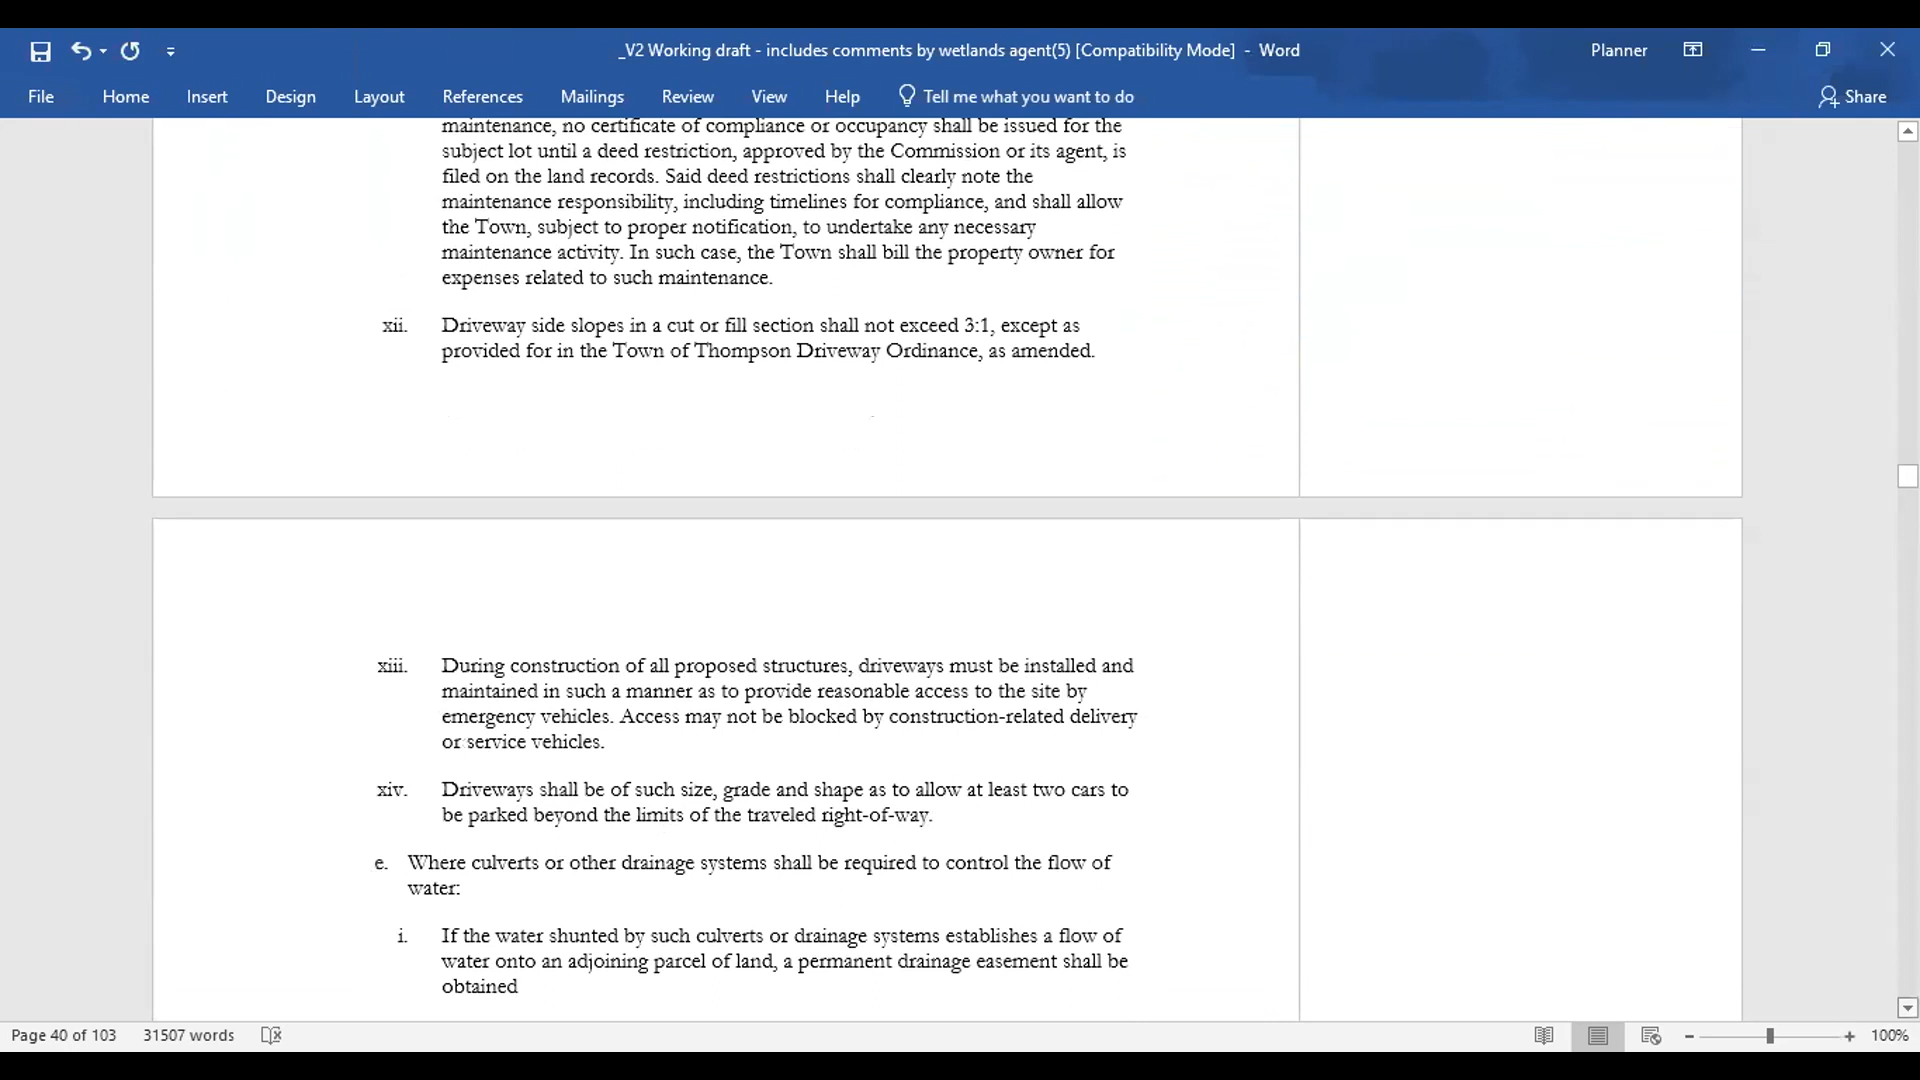 _V2 Working draft - includes comments by wetlands agent(5) [Compatibility Mode] - Word
Planner
File Home Insert Design Layout References Mailings Review View Help Tell me what you want to do Share
maintenance, no certificate of compliance or occupancy shall be issued for the
subject lot until a deed restriction, approved by the Commission or its agent, is
filed on the land records. Said deed restrictions shall clearly note the
maintenance responsibility, including timelines for compliance, and shall allow
the Town, subject to proper notification, to undertake any necessary
maintenance activity. In such case, the Town shall bill the property owner for
expenses related to such maintenance.
xii. Driveway side slopes in a cut or fill section shall not exceed 3:1, except as
provided for in the Town of Thompson Driveway Ordinance, as amended.
xiii. During construction of all proposed structures, driveways must be installed and
maintained in such a manner as to provide reasonable access to the site by
emergency vehicles. Access may not be blocked by construction-related delivery
or service vehicles.
xiv. Driveways shall be of such size, grade and shape as to allow at least two cars to
be parked beyond the limits of the traveled right-of-way.
e. Where culverts or other drainage systems shall be required to control the flow of
water:
i. If the water shunted by such culverts or drainage systems establishes a flow of
water onto an adjoining parcel of land, a permanent drainage easement shall be
obtained
Page 40 of 103 31507 words 100%